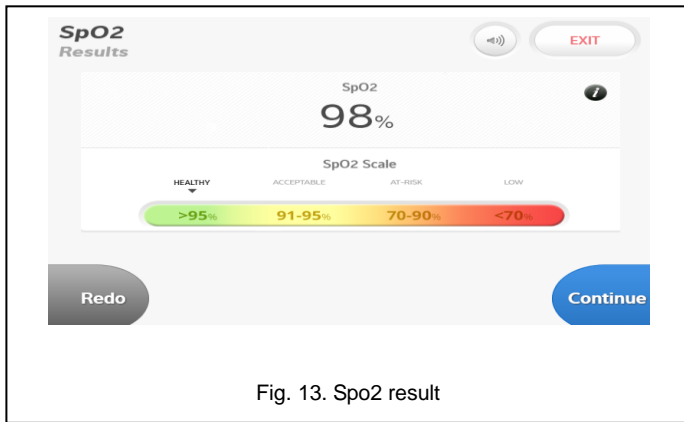 SpO2
Results
EXIT
SpO2
98%
SpO2 Scale
HEALTHY ACCEPTABLE AT-RISK LOW
>95% 91-95% 70-90% <70%
Redo
Continue
Fig. 13. Spo2 result